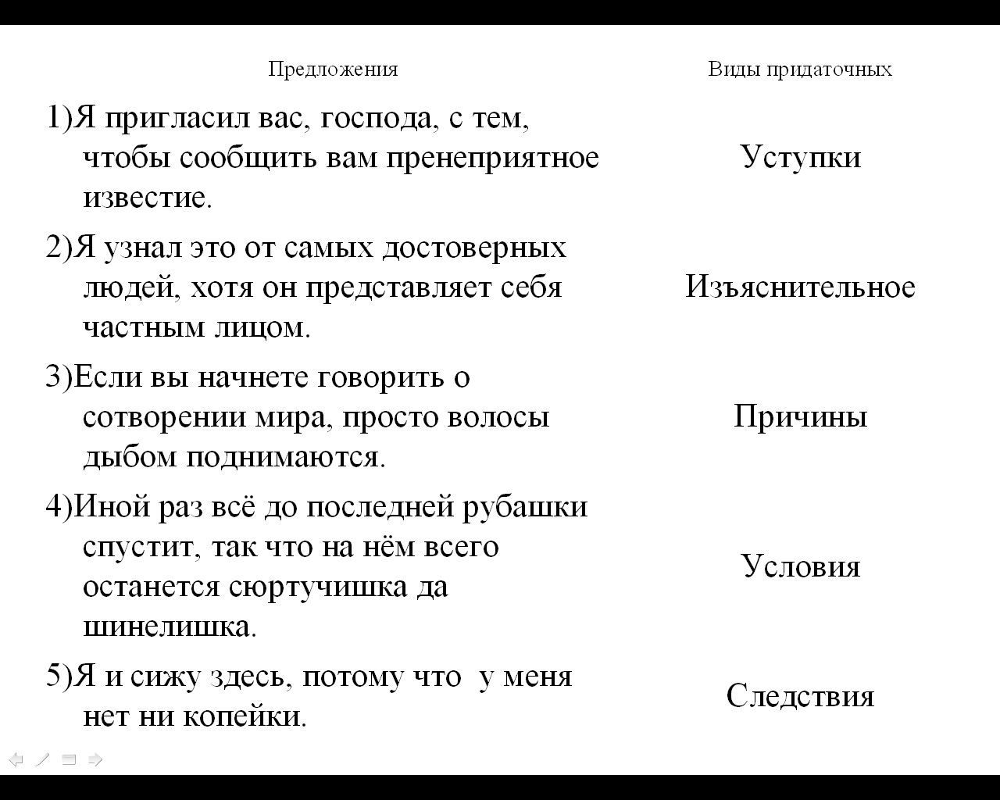 Предложения
Виды придаточных
1)Я пригласил вас, господа, с тем,
чтобы сообщить вам пренеприятное
известие.
Уступки
2)Я узнал это от самых достоверных
людей, хотя он представляет себя
частным лицом.
Изъяснительное
3)Если вы начнете говорить о
сотворении мира, просто волосы
дыбом поднимаются.
Причины
4)Иной раз всё до последней рубашки
спустит, так что на нём всего
останется сюртучишка да
шинелишка.
Условия
5)Я и сижу здесь, потому что  у меня
нет ни копейки.
Следствия